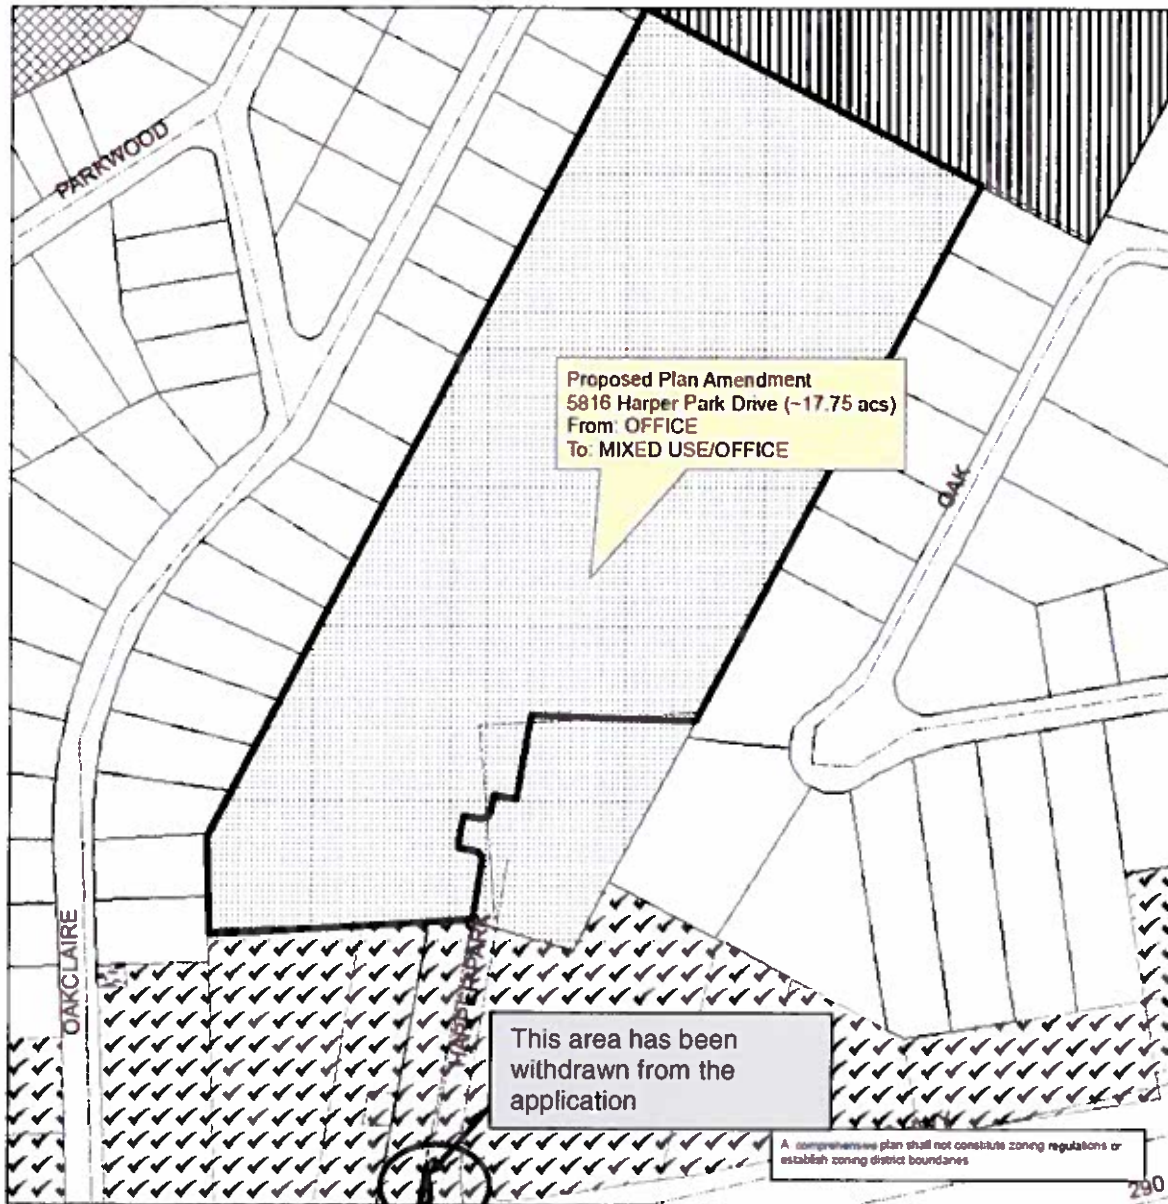 PARKWOOD
Proposed Plan Amendment
5816 Harper Park Drive (~17.75 acs)
From: OFFICE
To: MIXED USE/OFFICE
OAK
OAKCLAIRE
HARPER PARK
This area has been
withdrawn from the
application
A comprehensive plan shall not constitute zoning regulations or
establish zoning district boundaries
290